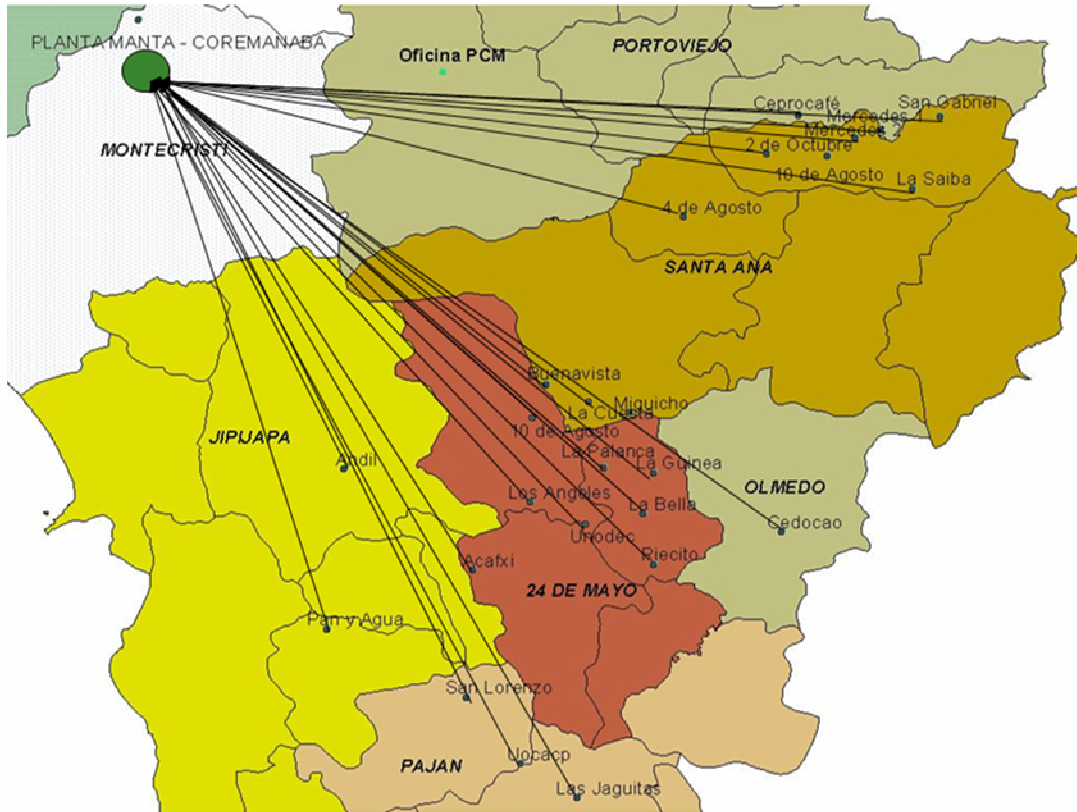 PLANTA MANTA - COREMANABA
Oficina PCM
PORTOVIEJO
Ceprocafé
San Gabriel
Mercedes 1
Mercedes 2
MONTECRISTI
2 de Octubre
10 de Agosto
La Saiba
4 de Agosto
SANTA ANA
Buenavista
Miguicho
La Cuesta
10 de Agosto
JIPIJAPA
La Palanca
Andil
La Guinea
OLMEDO
Los Angeles
La Bella
Cedocao
Unodec
Riecito
Acafxi
24 DE MAYO
Pan y Agua
San Lorenzo
Uocacp
PAJAN
Las Jaguitas